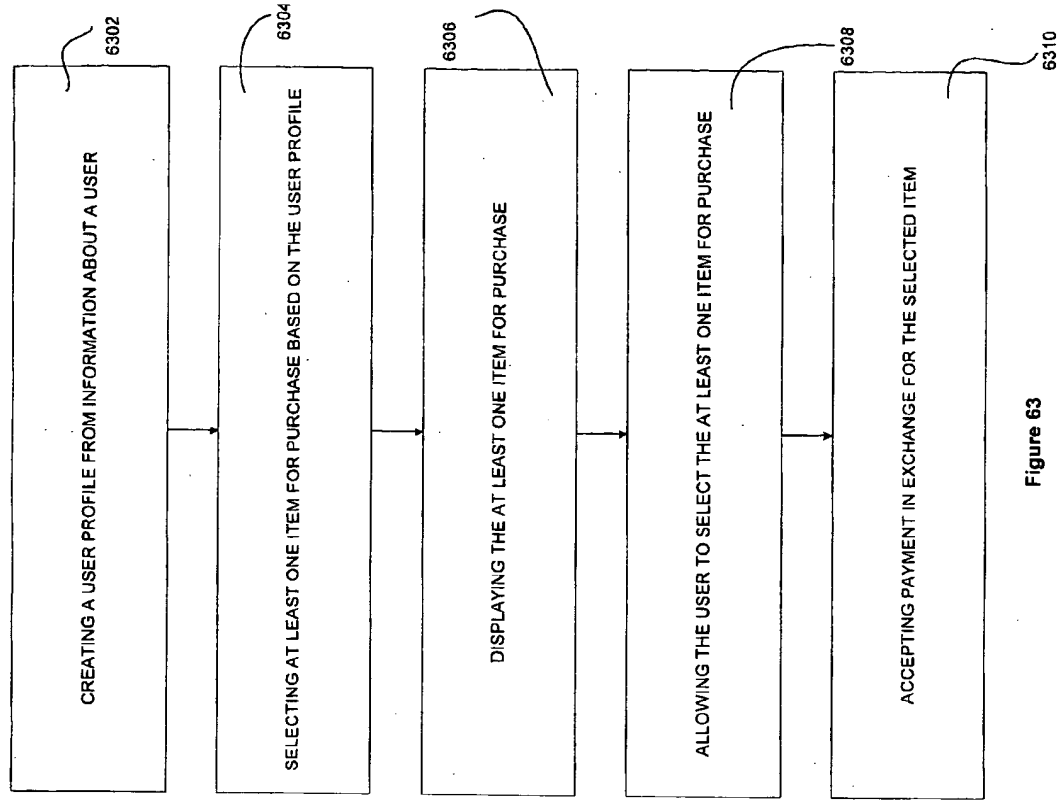 CREATING A USER PROFILE FROM INFORMATION ABOUT A USER
6302
SELECTING AT LEAST ONE ITEM FOR PURCHASE BASED ON THE USER PROFILE
6304
DISPLAYING THE AT LEAST ONE ITEM FOR PURCHASE
6306
ALLOWING THE USER TO SELECT THE AT LEAST ONE ITEM FOR PURCHASE
6308
ACCEPTING PAYMENT IN EXCHANGE FOR THE SELECTED ITEM
6310
Figure 63